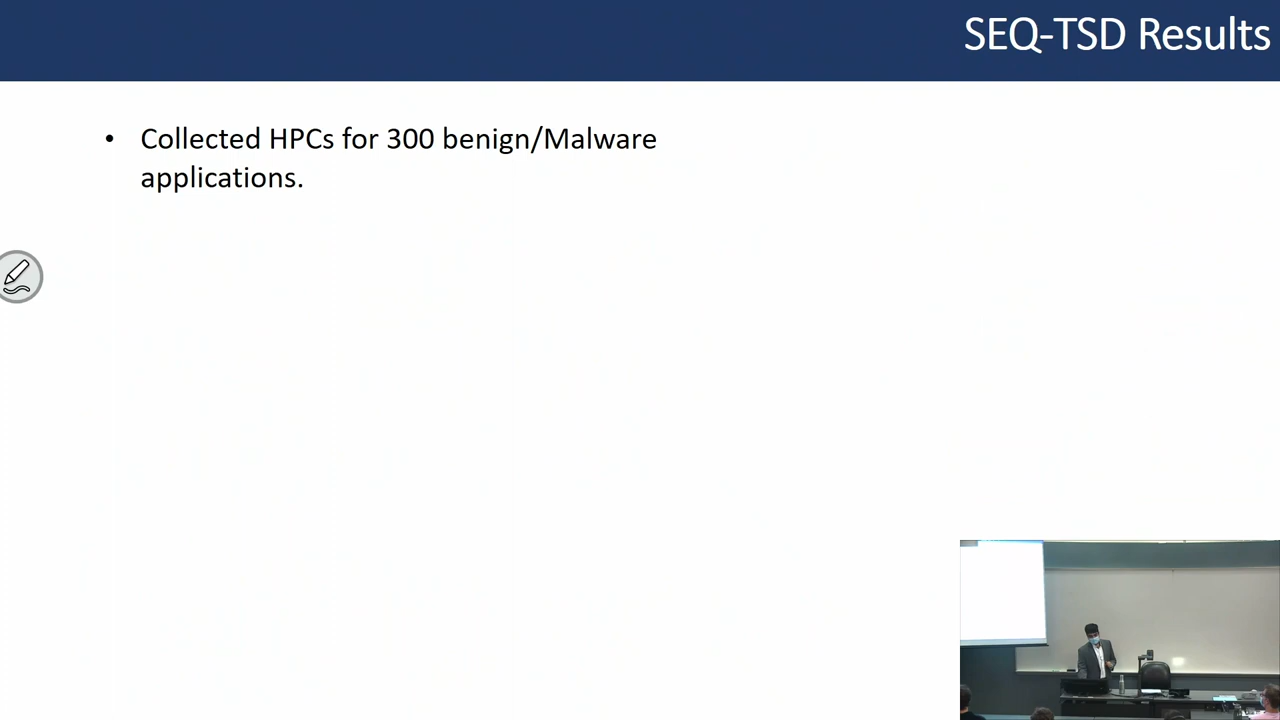 SEQ-TSD Results
• Collected HPCs for 300 benign/Malware
applications.